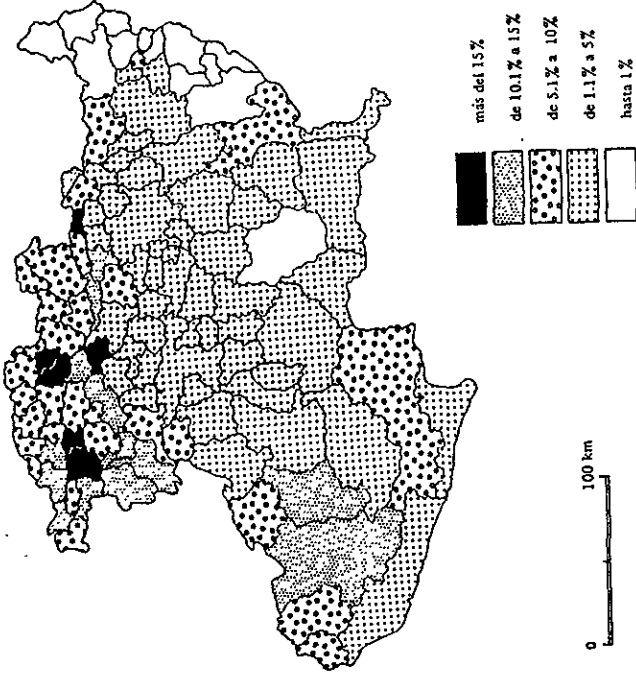 más del 15%
de 10.1% a 15%
de 5.1% a 10%
de 1.1% a 5%
hasta 1%
0 100 km